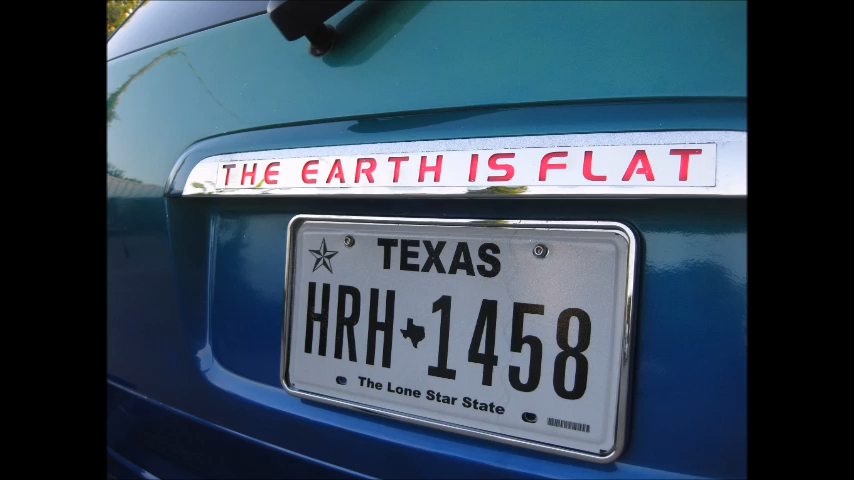 THE EARTH IS FLAT
TEXAS
HRH 1458
The Lone Star State